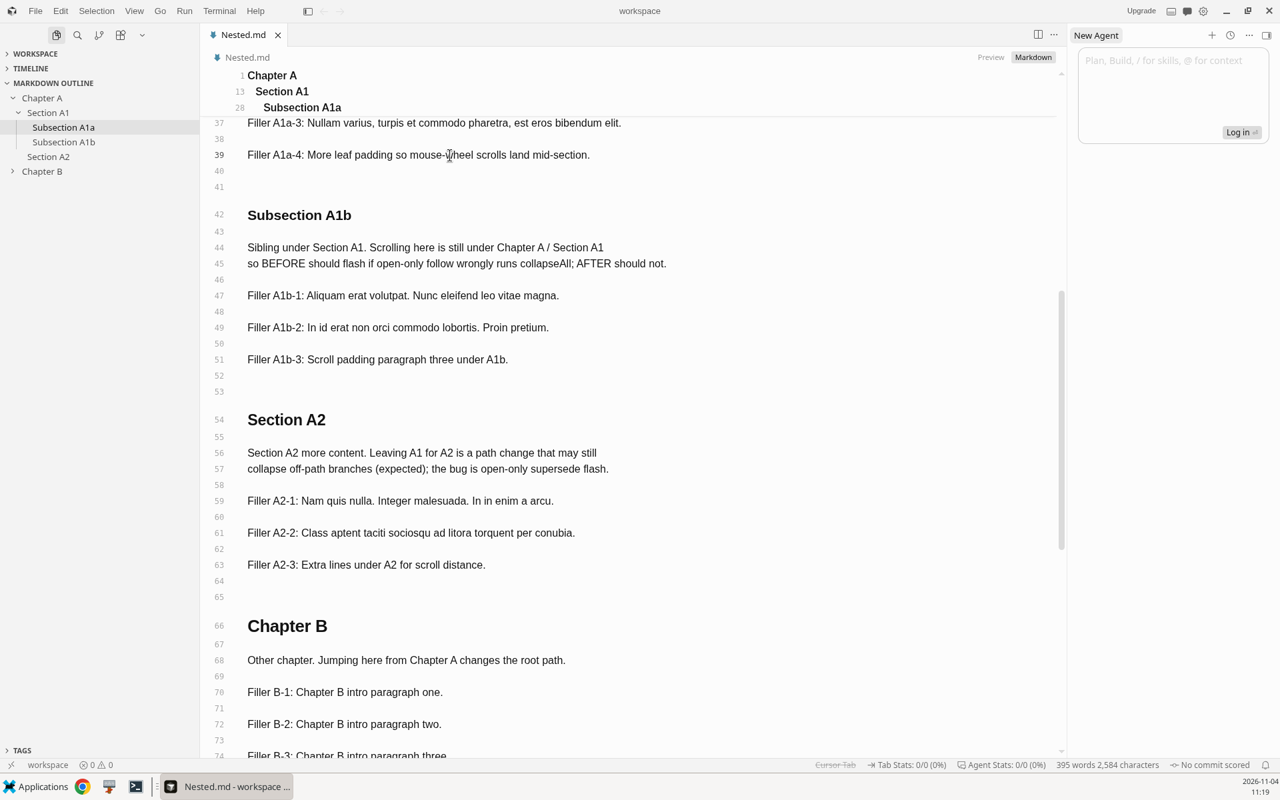 File Edit Selection View Go Run Terminal Help
workspace
Upgrade
WORKSPACE
TIMELINE
MARKDOWN OUTLINE
Chapter A
Section A1
Subsection A1a
Subsection A1b
Section A2
Chapter B
TAGS
Nested.md
Nested.md
Preview Markdown
1 Chapter A
13 Section A1
28 Subsection A1a
37 Filler A1a-3: Nullam varius, turpis et commodo pharetra, est eros bibendum elit.
38
39 Filler A1a-4: More leaf padding so mouse-wheel scrolls land mid-section.
40
41
42 Subsection A1b
43
44 Sibling under Section A1. Scrolling here is still under Chapter A / Section A1
45 so BEFORE should flash if open-only follow wrongly runs collapseAll; AFTER should not.
46
47 Filler A1b-1: Aliquam erat volutpat. Nunc eleifend leo vitae magna.
48
49 Filler A1b-2: In id erat non orci commodo lobortis. Proin pretium.
50
51 Filler A1b-3: Scroll padding paragraph three under A1b.
52
53
54 Section A2
55
56 Section A2 more content. Leaving A1 for A2 is a path change that may still
57 collapse off-path branches (expected); the bug is open-only supersede flash.
58
59 Filler A2-1: Nam quis nulla. Integer malesuada. In in enim a arcu.
60
61 Filler A2-2: Class aptent taciti sociosqu ad litora torquent per conubia.
62
63 Filler A2-3: Extra lines under A2 for scroll distance.
64
65
66 Chapter B
67
68 Other chapter. Jumping here from Chapter A changes the root path.
69
70 Filler B-1: Chapter B intro paragraph one.
71
72 Filler B-2: Chapter B intro paragraph two.
73
74 Filler B-3: Chapter B intro paragraph three
New Agent
Plan, Build, / for skills, @ for context
Log in
workspace 0 0
Cursor Tab Tab Stats: 0/0 (0%) Agent Stats: 0/0 (0%) 395 words 2,584 characters No commit scored
Applications
Nested.md - workspace ...
2026-11-04
11:19